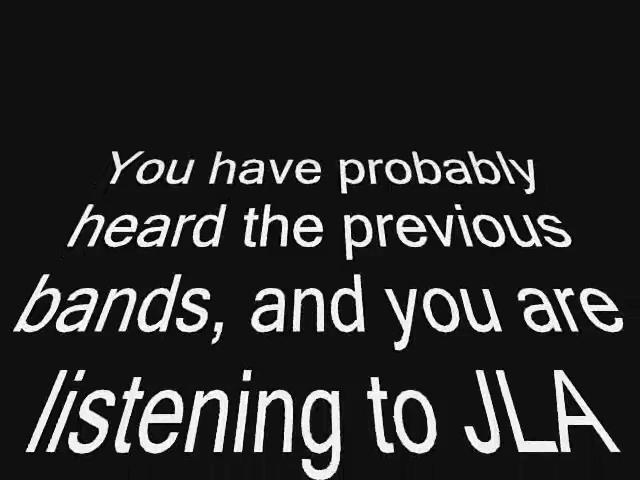 You have probably
heard the previous
bands, and you are
listening to JLA